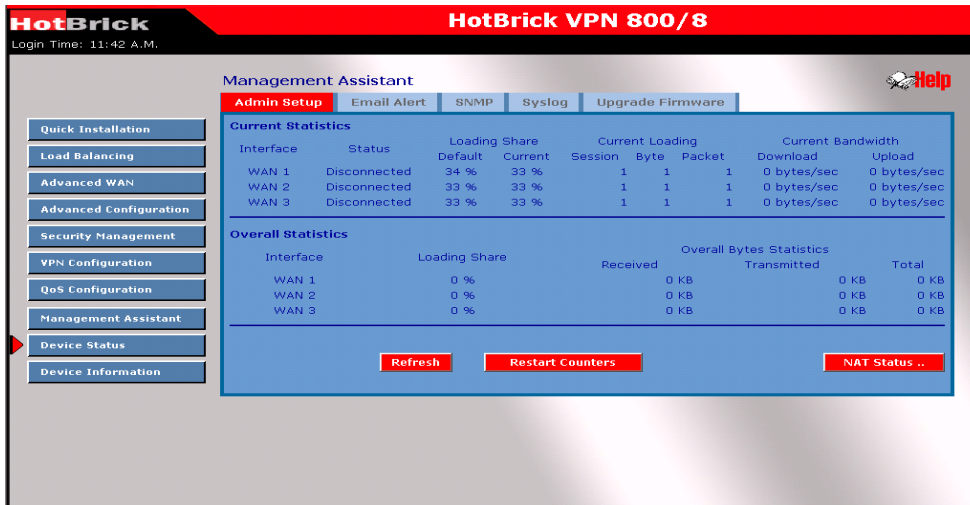 HotBrick
HotBrick VPN 800/8
Login Time: 11:42 A.M.
Management Assistant
Help
Admin Setup Email Alert SNMP Syslog Upgrade Firmware
Quick Installation
Load Balancing
Advanced WAN
Advanced Configuration
Security Management
VPN Configuration
QoS Configuration
Management Assistant
Device Status
Device Information
Current Statistics
Interface Status Loading Share Current Loading Current Bandwidth
Default Current Session Byte Packet Download Upload
WAN 1 Disconnected 34 % 33 % 1 1 1 0 bytes/sec 0 bytes/sec
WAN 2 Disconnected 33 % 33 % 1 1 1 0 bytes/sec 0 bytes/sec
WAN 3 Disconnected 33 % 33 % 1 1 1 0 bytes/sec 0 bytes/sec
Overall Statistics
Interface Loading Share Overall Bytes Statistics
Received Transmitted Total
WAN 1 0 % 0 KB 0 KB 0 KB
WAN 2 0 % 0 KB 0 KB 0 KB
WAN 3 0 % 0 KB 0 KB 0 KB
Refresh Restart Counters NAT Status ..